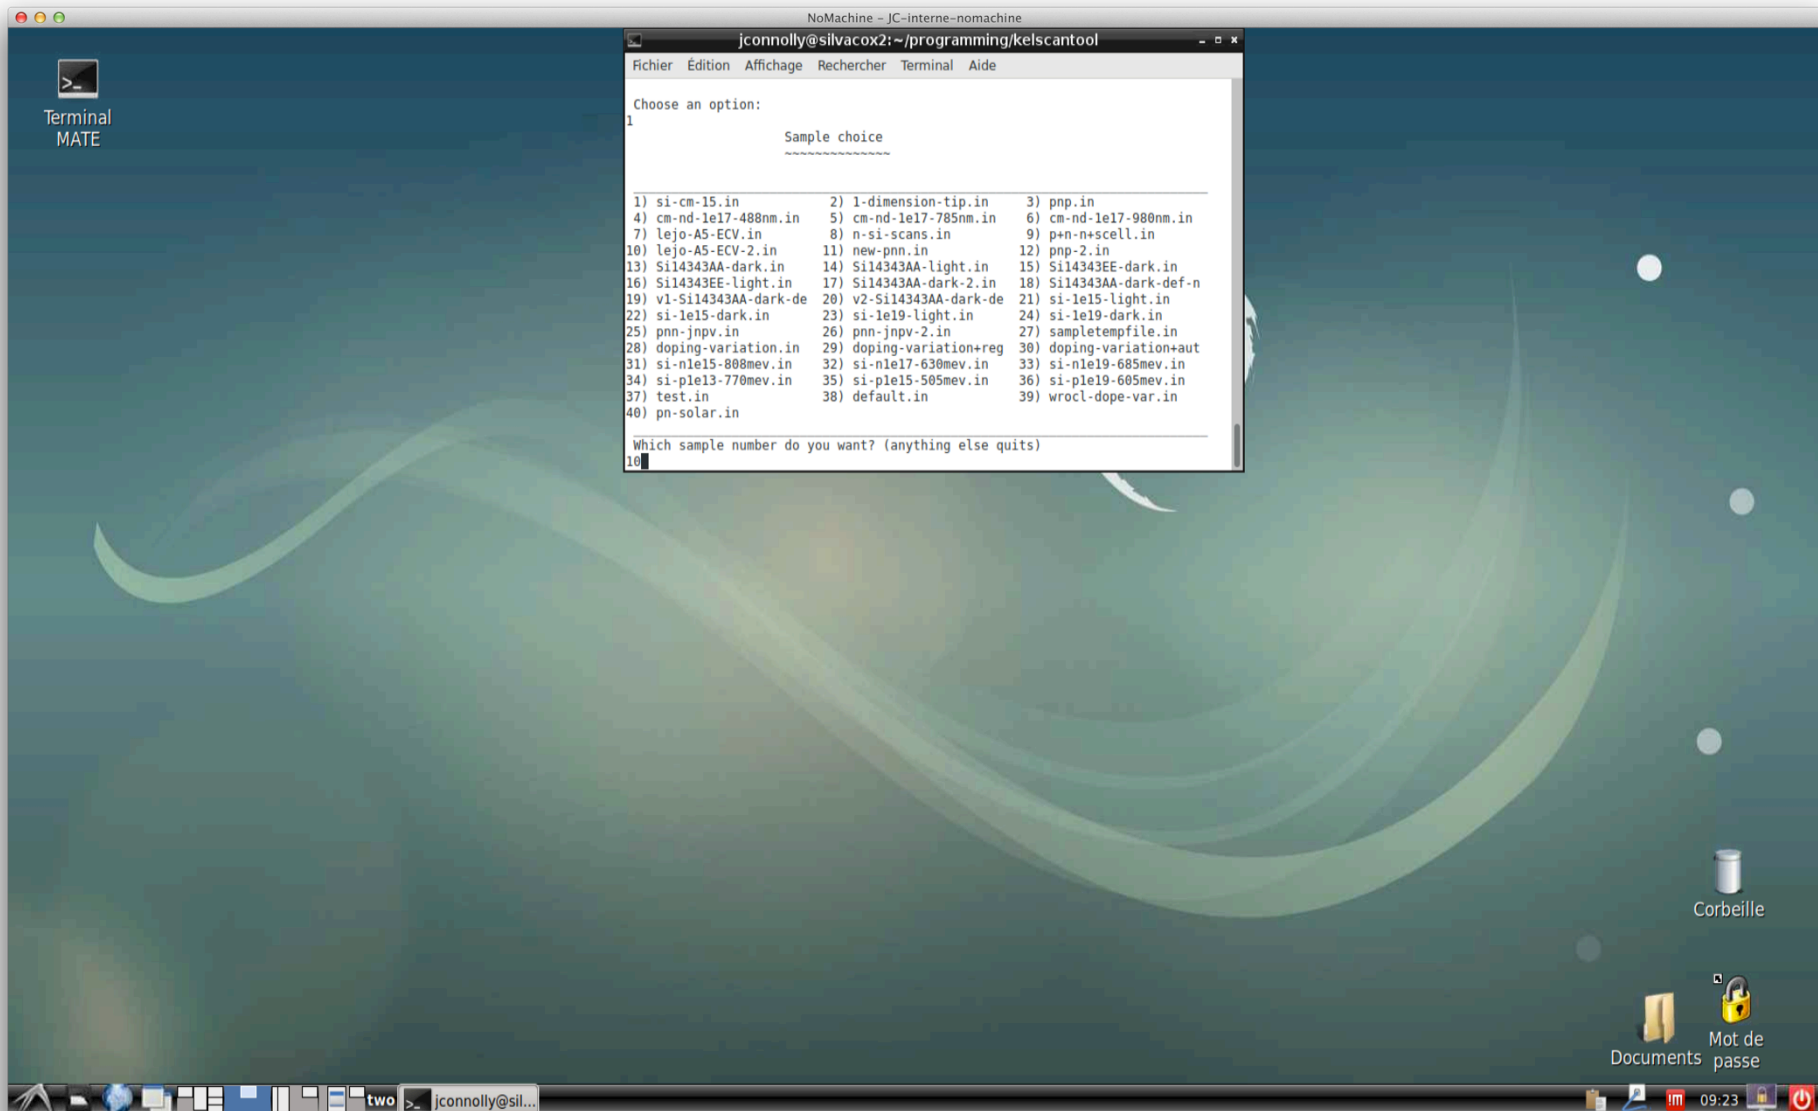 NoMachine – JC-interne-nomachine
jconnolly@silvacox2:~/programming/kelscantool
Fichier Édition Affichage Rechercher Terminal Aide
Terminal
MATE
Choose an option:
1
Sample choice
~~~~~~~~~~~~~~
1) si-cm-15.in 2) 1-dimension-tip.in 3) pnp.in
4) cm-nd-1e17-488nm.in 5) cm-nd-1e17-785nm.in 6) cm-nd-1e17-980nm.in
7) lejo-A5-ECV.in 8) n-si-scans.in 9) p+n-n+scell.in
10) lejo-A5-ECV-2.in 11) new-pnn.in 12) pnp-2.in
13) Si14343AA-dark.in 14) Si14343AA-light.in 15) Si14343EE-dark.in
16) Si14343EE-light.in 17) Si14343AA-dark-2.in 18) Si14343AA-dark-def-n
19) v1-Si14343AA-dark-de 20) v2-Si14343AA-dark-de 21) si-1e15-light.in
22) si-1e15-dark.in 23) si-1e19-light.in 24) si-1e19-dark.in
25) pnn-jnpv.in 26) pnn-jnpv-2.in 27) sampletempfile.in
28) doping-variation.in 29) doping-variation+reg 30) doping-variation+aut
31) si-n1e15-808mev.in 32) si-n1e17-630mev.in 33) si-n1e19-685mev.in
34) si-p1e13-770mev.in 35) si-p1e15-505mev.in 36) si-p1e19-605mev.in
37) test.in 38) default.in 39) wrocl-dope-var.in
40) pn-solar.in
Which sample number do you want? (anything else quits)
10
Corbeille
Documents
Mot de
passe
two
jconnolly@sil...
!M
09:23